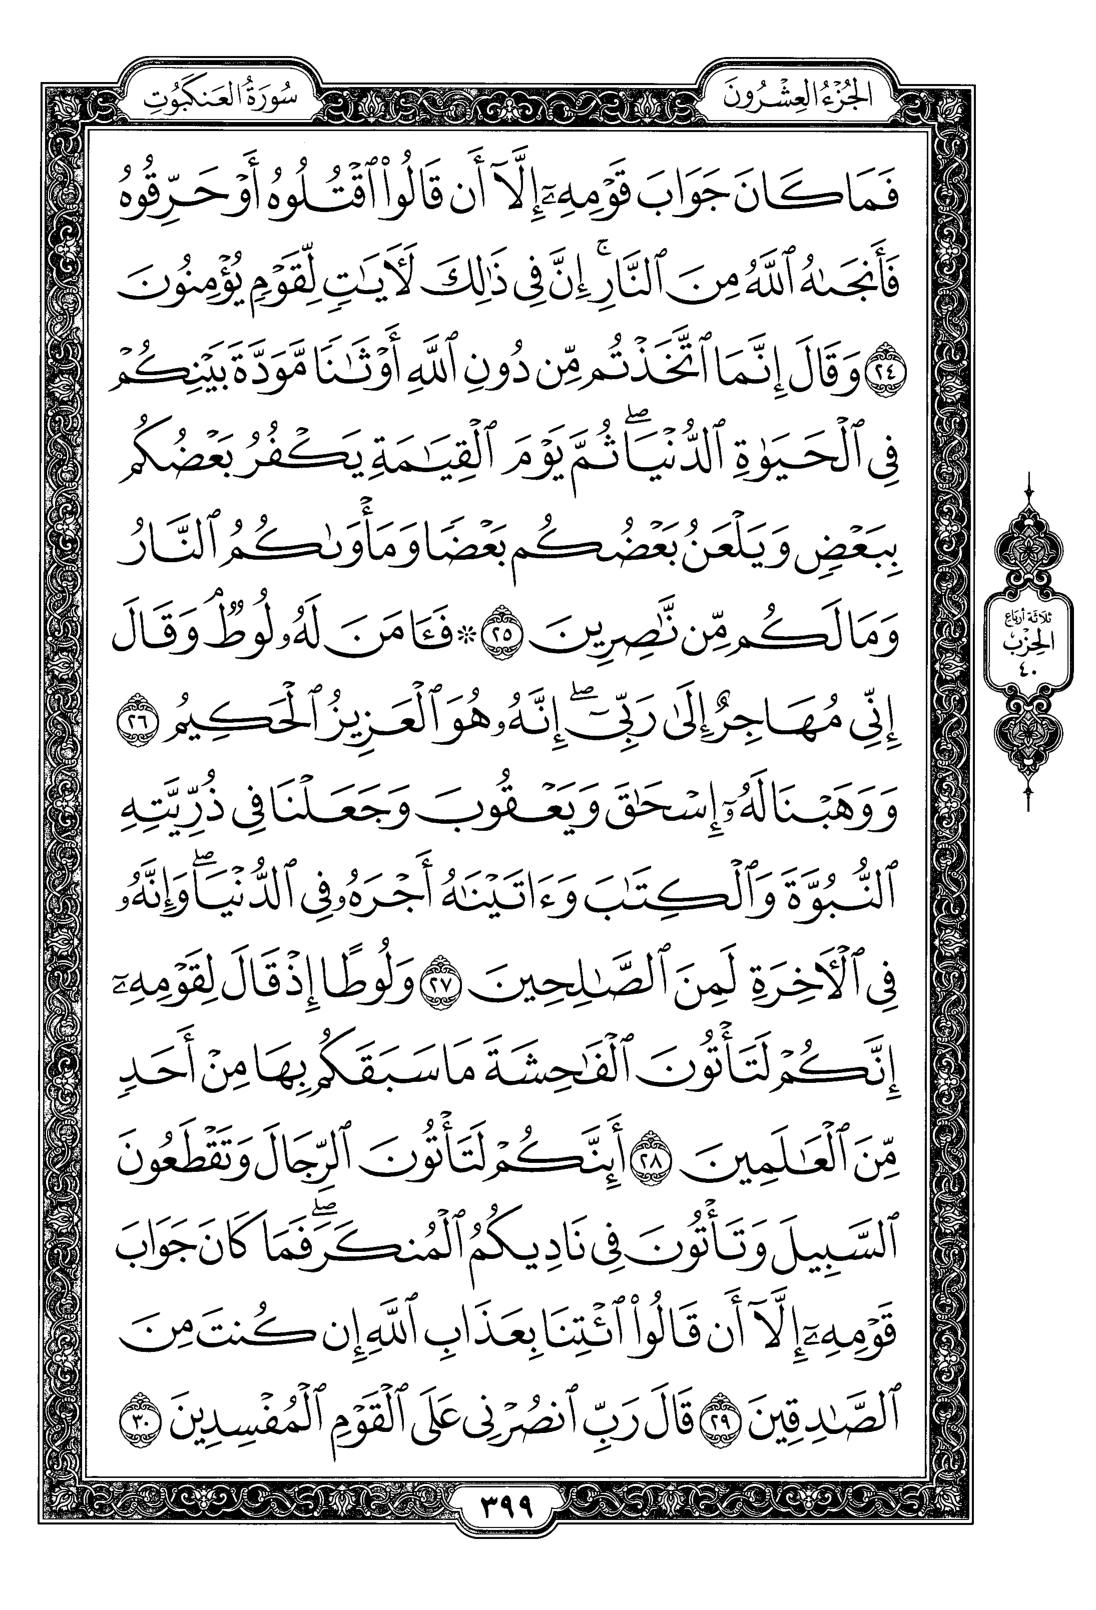 الجُزْءُ العِشْرُونَ
سُورَةُ العَنكَبُوتِ
فَمَا كَانَ جَوَابَ قَوْمِهِۦٓ إِلَّآ أَن قَالُوا۟ ٱقْتُلُوهُ أَوْ حَرِّقُوهُ
فَأَنجَىٰهُ ٱللَّهُ مِنَ ٱلنَّارِ ۚ إِنَّ فِى ذَٰلِكَ لَـَٔايَـٰتٍ لِّقَوْمٍ يُؤْمِنُونَ
٢٤ وَقَالَ إِنَّمَا ٱتَّخَذْتُم مِّن دُونِ ٱللَّهِ أَوْثَـٰنًا مَّوَدَّةَ بَيْنِكُمْ
فِى ٱلْحَيَوٰةِ ٱلدُّنْيَا ۖ ثُمَّ يَوْمَ ٱلْقِيَـٰمَةِ يَكْفُرُ بَعْضُكُم
بِبَعْضٍ وَيَلْعَنُ بَعْضُكُم بَعْضًا وَمَأْوَىٰكُمُ ٱلنَّارُ
وَمَا لَكُم مِّن نَّـٰصِرِينَ ٢٥ ۞ فَـَٔامَنَ لَهُۥ لُوطٌ ۘ وَقَالَ
إِنِّى مُهَاجِرٌ إِلَىٰ رَبِّىٓ ۖ إِنَّهُۥ هُوَ ٱلْعَزِيزُ ٱلْحَكِيمُ ٢٦
وَوَهَبْنَا لَهُۥٓ إِسْحَـٰقَ وَيَعْقُوبَ وَجَعَلْنَا فِى ذُرِّيَّتِهِ
ٱلنُّبُوَّةَ وَٱلْكِتَـٰبَ وَءَاتَيْنَـٰهُ أَجْرَهُۥ فِى ٱلدُّنْيَا ۖ وَإِنَّهُۥ
فِى ٱلْـَٔاخِرَةِ لَمِنَ ٱلصَّـٰلِحِينَ ٢٧ وَلُوطًا إِذْ قَالَ لِقَوْمِهِۦٓ
إِنَّكُمْ لَتَأْتُونَ ٱلْفَـٰحِشَةَ مَا سَبَقَكُم بِهَا مِنْ أَحَدٍ
مِّنَ ٱلْعَـٰلَمِينَ ٢٨ أَئِنَّكُمْ لَتَأْتُونَ ٱلرِّجَالَ وَتَقْطَعُونَ
ٱلسَّبِيلَ وَتَأْتُونَ فِى نَادِيكُمُ ٱلْمُنكَرَ ۖ فَمَا كَانَ جَوَابَ
قَوْمِهِۦٓ إِلَّآ أَن قَالُوا۟ ٱئْتِنَا بِعَذَابِ ٱللَّهِ إِن كُنتَ مِنَ
ٱلصَّـٰدِقِينَ ٢٩ قَالَ رَبِّ ٱنصُرْنِى عَلَى ٱلْقَوْمِ ٱلْمُفْسِدِينَ ٣٠
ثلاثة أرباع
الحزب
٤٠
٣٩٩